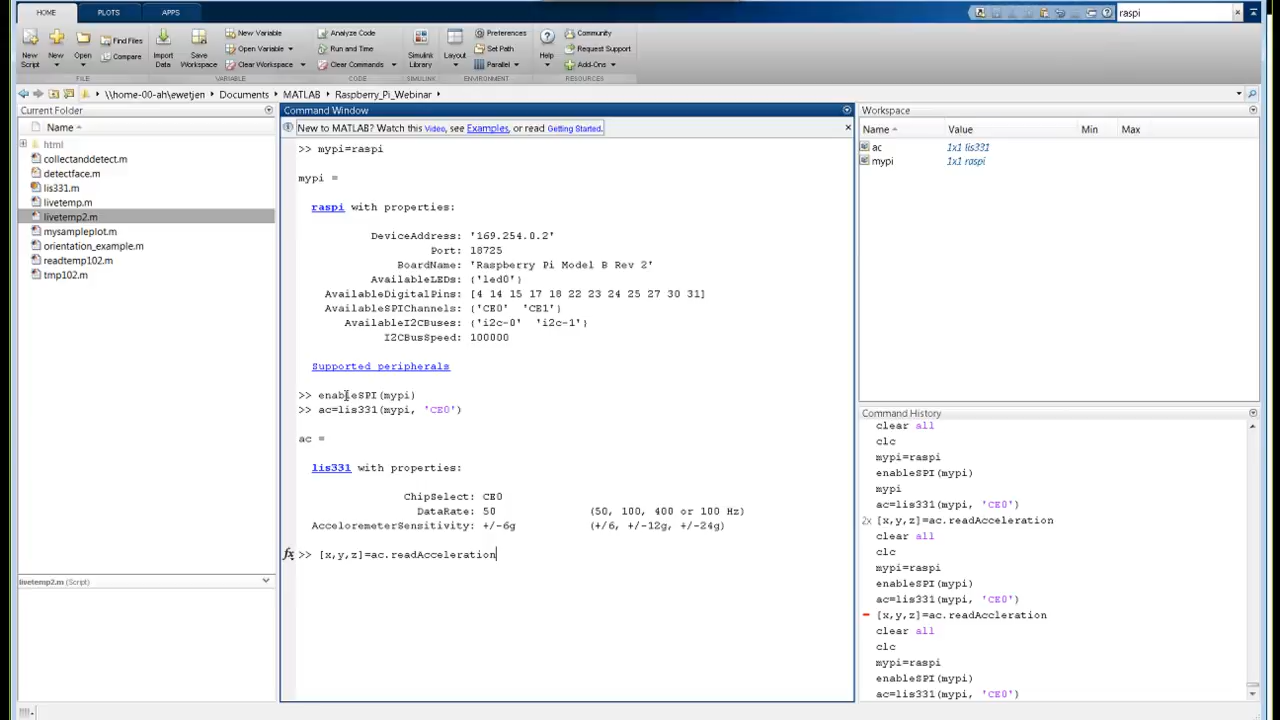 HOME PLOTS APPS raspi
New Script New Open Find Files Compare Import Data Save Workspace New Variable Open Variable Clear Workspace Analyze Code Run and Time Clear Commands Simulink Library Layout Preferences Set Path Parallel Help Community Request Support Add-Ons
FILE VARIABLE CODE SIMULINK ENVIRONMENT RESOURCES
\\home-00-ah\ewetjen ▸ Documents ▸ MATLAB ▸ Raspberry_Pi_Webinar ▸
Current Folder
Name
html
collectanddetect.m
detectface.m
lis331.m
livetemp.m
livetemp2.m
mysampleplot.m
orientation_example.m
readtemp102.m
tmp102.m
livetemp2.m (Script)
Command Window
New to MATLAB? Watch this Video, see Examples, or read Getting Started.
>> mypi=raspi
mypi =
raspi with properties:
DeviceAddress: '169.254.0.2'
Port: 18725
BoardName: 'Raspberry Pi Model B Rev 2'
AvailableLEDs: {'led0'}
AvailableDigitalPins: [4 14 15 17 18 22 23 24 25 27 30 31]
AvailableSPIChannels: {'CE0' 'CE1'}
AvailableI2CBuses: {'i2c-0' 'i2c-1'}
I2CBusSpeed: 100000
Supported peripherals
>> enableSPI(mypi)
>> ac=lis331(mypi, 'CE0')
ac =
lis331 with properties:
ChipSelect: CE0
DataRate: 50 (50, 100, 400 or 100 Hz)
AcceloremeterSensitivity: +/-6g (+/6, +/-12g, +/-24g)
fx >> [x,y,z]=ac.readAcceleration
Workspace
Name Value Min Max
ac 1x1 lis331
mypi 1x1 raspi
Command History
clear all
clc
mypi=raspi
enableSPI(mypi)
mypi
ac=lis331(mypi, 'CE0')
2x [x,y,z]=ac.readAcceleration
clear all
clc
mypi=raspi
enableSPI(mypi)
ac=lis331(mypi, 'CE0')
[x,y,z]=ac.readAccleration
clear all
clc
mypi=raspi
enableSPI(mypi)
ac=lis331(mypi, 'CE0')